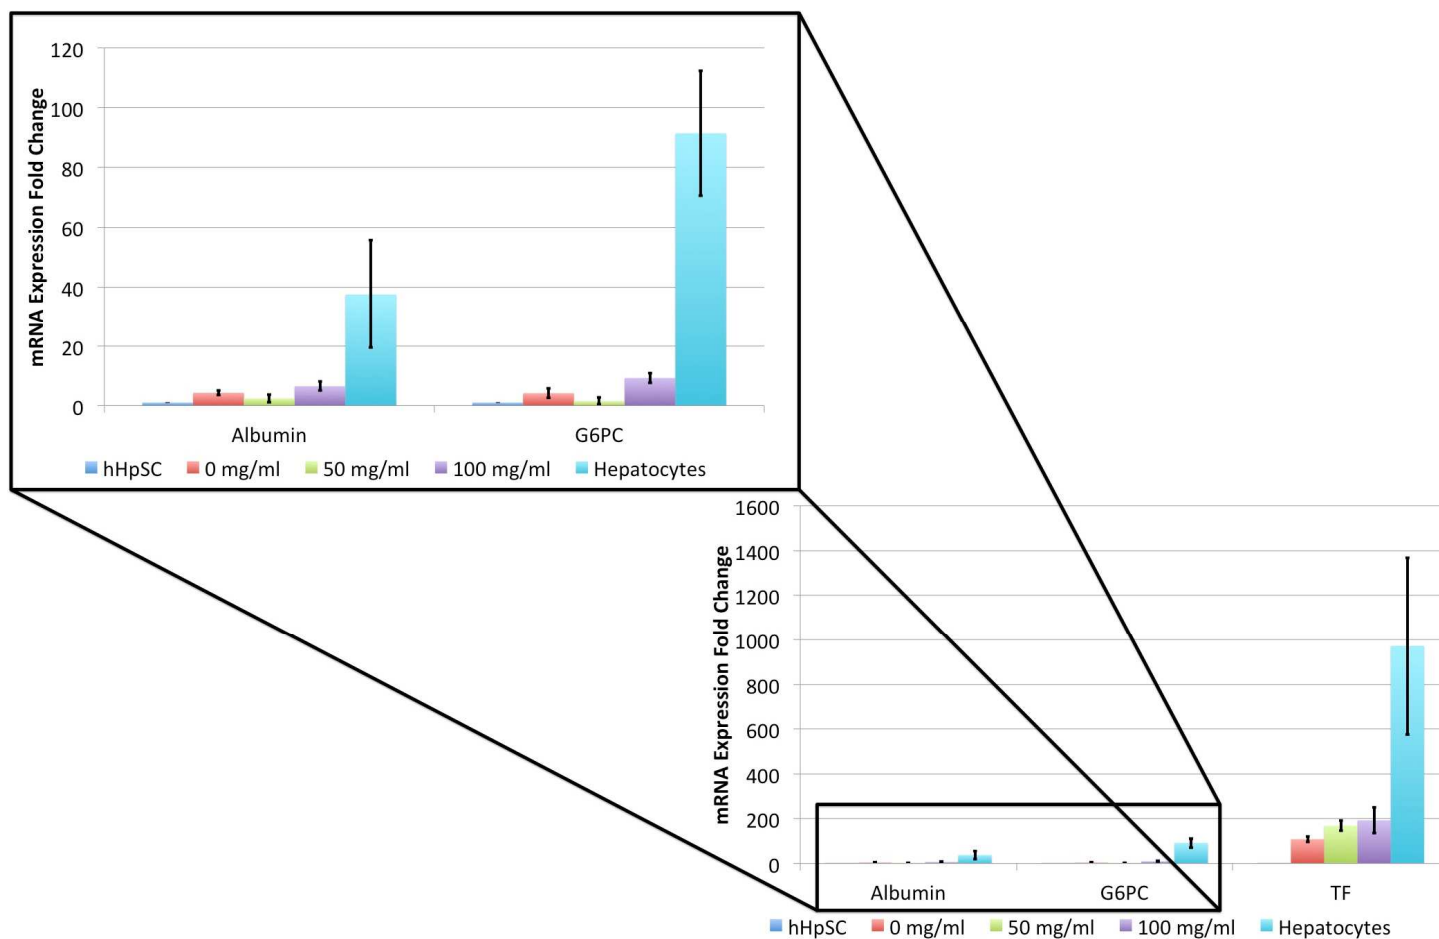 120
100
80
60
40
20
0
mRNA Expression Fold Change
Albumin G6PC
hHpSC 0 mg/ml 50 mg/ml 100 mg/ml Hepatocytes
1600
1400
1200
1000
800
600
400
200
0
mRNA Expression Fold Change
Albumin G6PC TF
hHpSC 0 mg/ml 50 mg/ml 100 mg/ml Hepatocytes